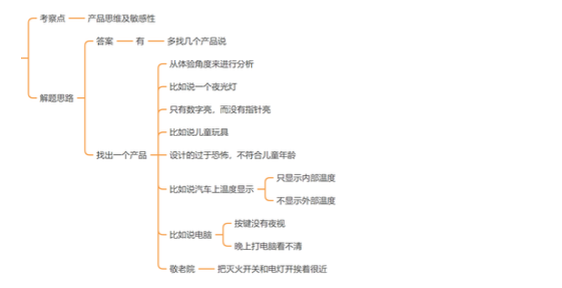 考察点
产品思维及敏感性
解题思路
答案
有
多找几个产品说
找出一个产品
从体验角度来进行分析
比如说一个夜光灯
只有数字亮，而没有指针亮
比如说儿童玩具
设计的过于恐怖，不符合儿童年龄
比如说汽车上温度显示
只显示内部温度
不显示外部温度
比如说电脑
按键没有夜视
晚上打电脑看不清
敬老院
把灭火开关和电灯开挨着很近